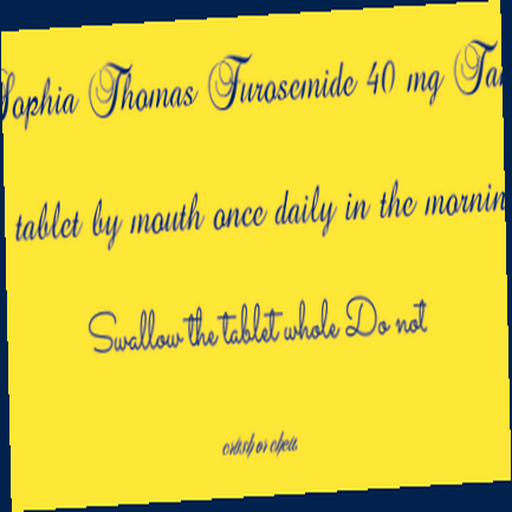 Sophia Thomas Furosemide 40 mg Ta
tablet by mouth once daily in the mornin
Swallow the tablet whole Do not
crush or chew